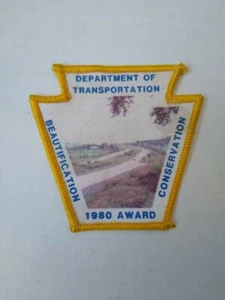 DEPARTMENT OF
TRANSPORTATION
BEAUTIFICATION
CONSERVATION
1980 AWARD